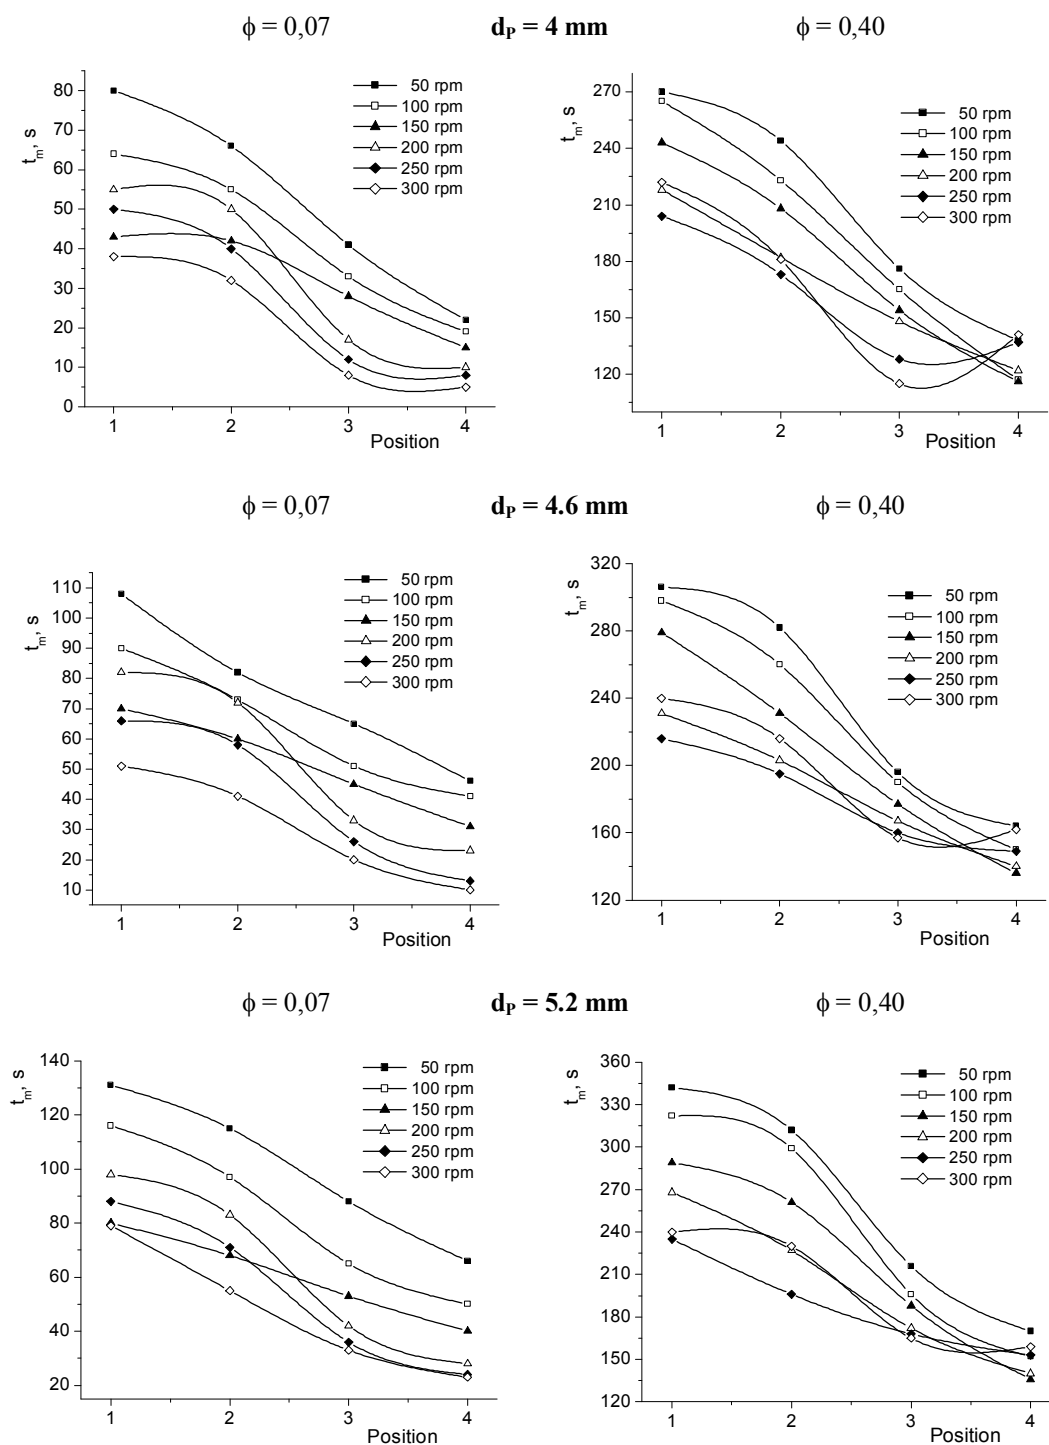 ϕ = 0,07 dP = 4 mm ϕ = 0,40
tm, s
80
70
60
50
40
30
20
10
0
1 2 3 4
Position
50 rpm
100 rpm
150 rpm
200 rpm
250 rpm
300 rpm
tm, s
270
240
210
180
150
120
1 2 3 4
Position
50 rpm
100 rpm
150 rpm
200 rpm
250 rpm
300 rpm
ϕ = 0,07 dP = 4.6 mm ϕ = 0,40
tm, s
110
100
90
80
70
60
50
40
30
20
10
1 2 3 4
Position
50 rpm
100 rpm
150 rpm
200 rpm
250 rpm
300 rpm
tm, s
320
280
240
200
160
120
1 2 3 4
Position
50 rpm
100 rpm
150 rpm
200 rpm
250 rpm
300 rpm
ϕ = 0,07 dP = 5.2 mm ϕ = 0,40
tm, s
140
120
100
80
60
40
20
1 2 3 4
Position
50 rpm
100 rpm
150 rpm
200 rpm
250 rpm
300 rpm
tm, s
360
330
300
270
240
210
180
150
120
1 2 3 4
Position
50 rpm
100 rpm
150 rpm
200 rpm
250 rpm
300 rpm